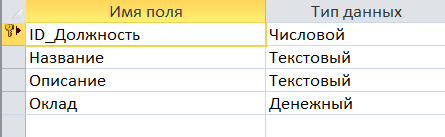 Имя поля Тип данных
ID_Должность Числовой
Название Текстовый
Описание Текстовый
Оклад Денежный